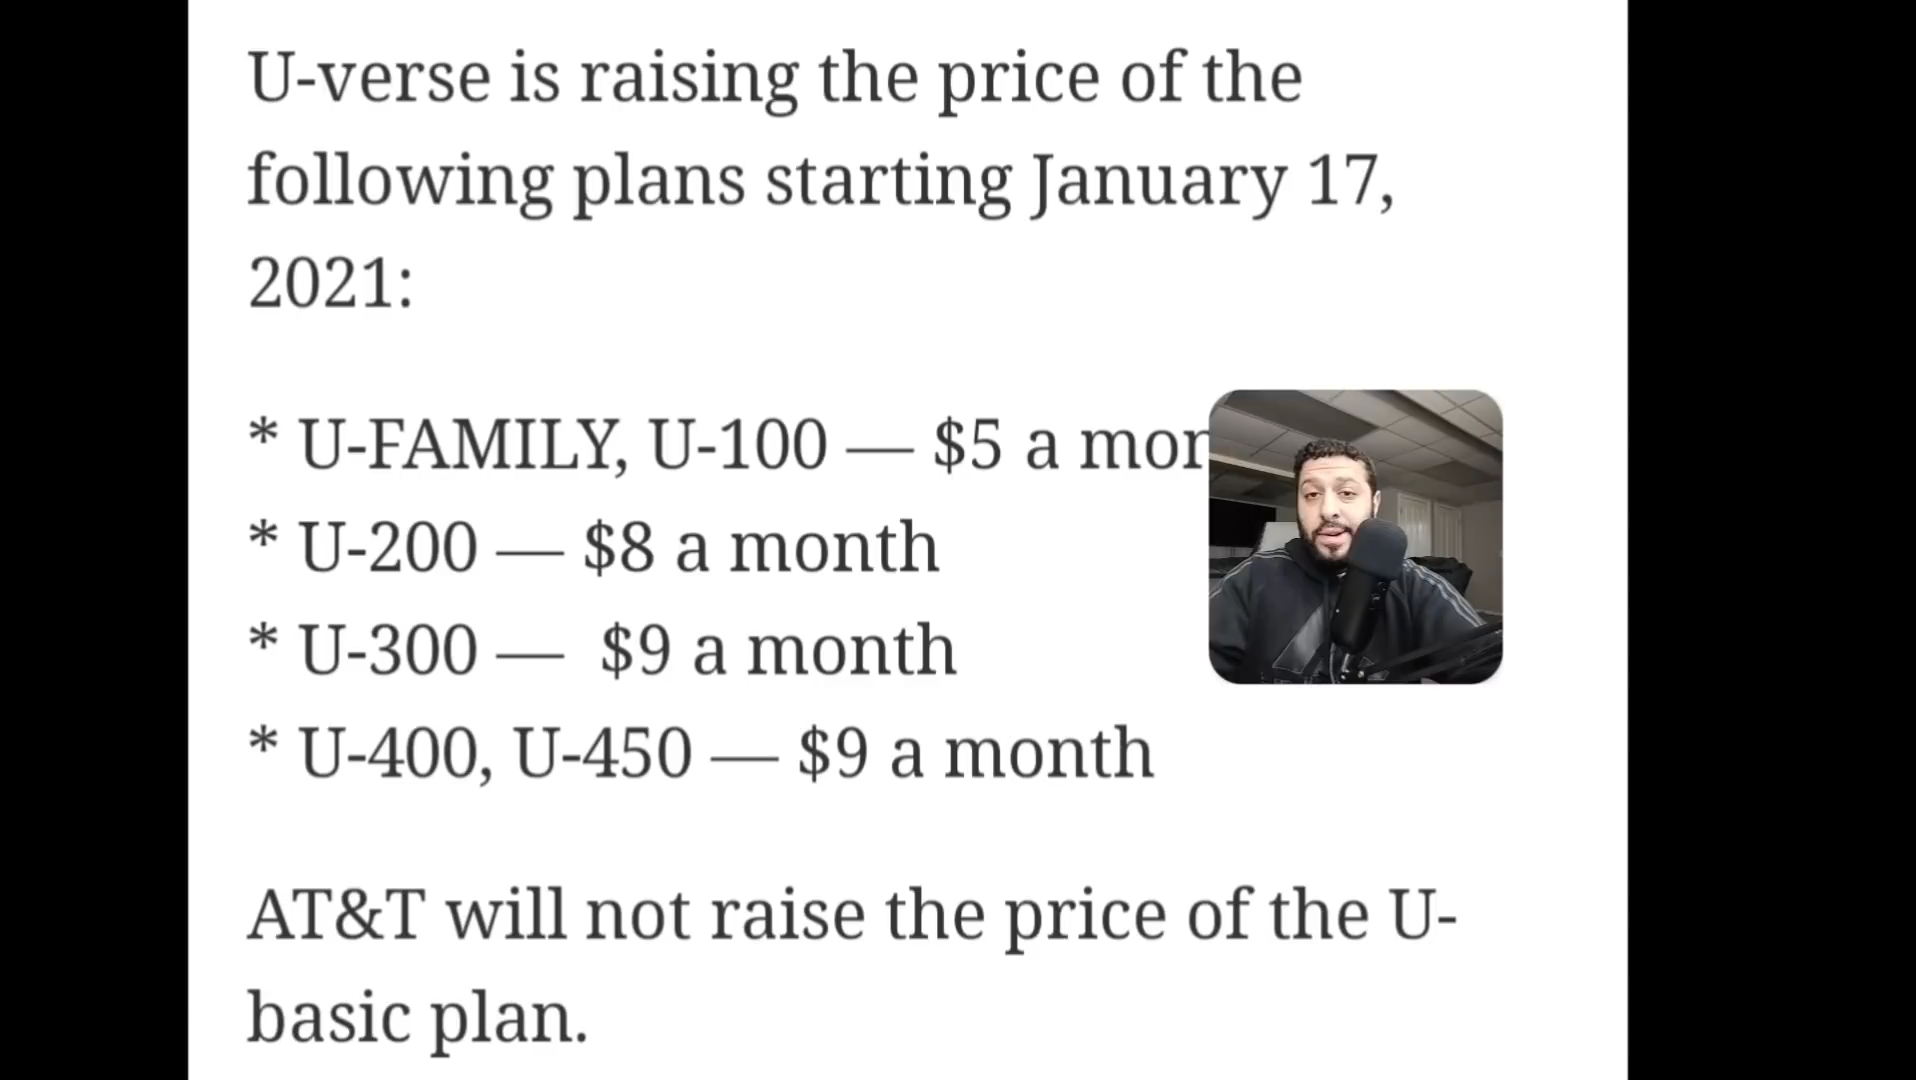 U-verse is raising the price of the
following plans starting January 17,
2021:
* U-FAMILY, U-100 — $5 a
* U-200 — $8 a month
* U-300 — $9 a month
* U-400, U-450 — $9 a month
AT&T will not raise the price of the U-
basic plan.